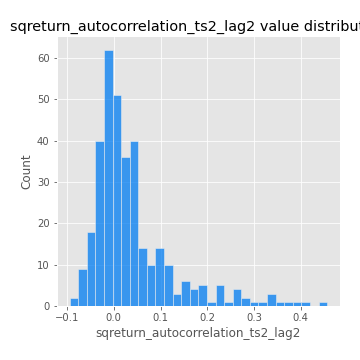 sqreturn_autocorrelation_ts2_lag2 value distribut
60
50
40
30
20
10
0
Count
−0.1 0.0 0.1 0.2 0.3 0.4
sqreturn_autocorrelation_ts2_lag2